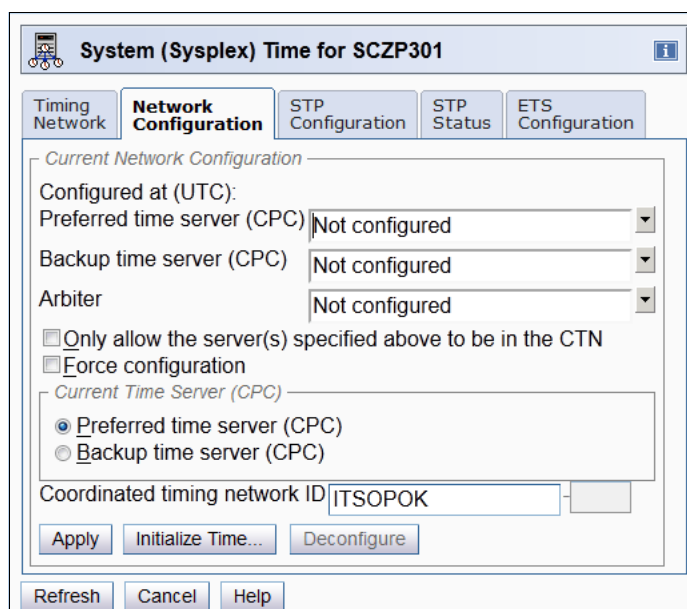 System (Sysplex) Time for SCZP301
i
Timing Network
Network Configuration
STP Configuration
STP Status
ETS Configuration
Current Network Configuration
Configured at (UTC):
Preferred time server (CPC) Not configured
Backup time server (CPC) Not configured
Arbiter Not configured
Only allow the server(s) specified above to be in the CTN
Force configuration
Current Time Server (CPC)
Preferred time server (CPC)
Backup time server (CPC)
Coordinated timing network ID ITSOPOK -
Apply Initialize Time... Deconfigure
Refresh Cancel Help